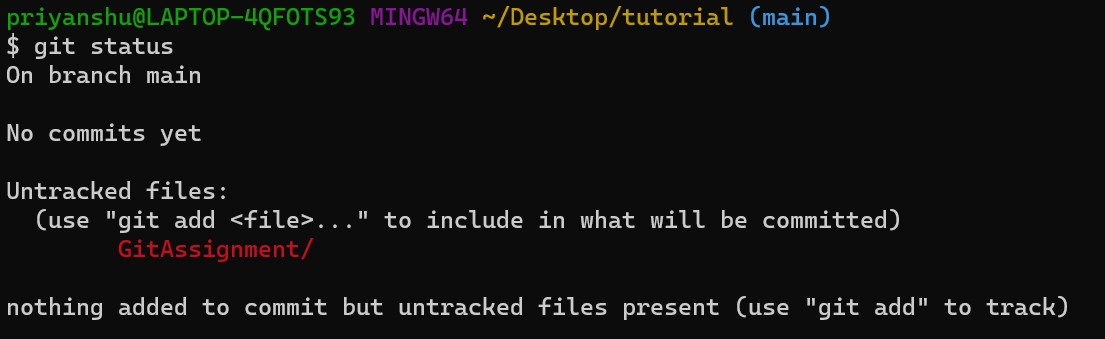 priyanshu@LAPTOP-4QFOTS93 MINGW64 ~/Desktop/tutorial (main)
$ git status
On branch main
No commits yet
Untracked files:
  (use "git add <file>..." to include in what will be committed)
        GitAssignment/
nothing added to commit but untracked files present (use "git add" to track)